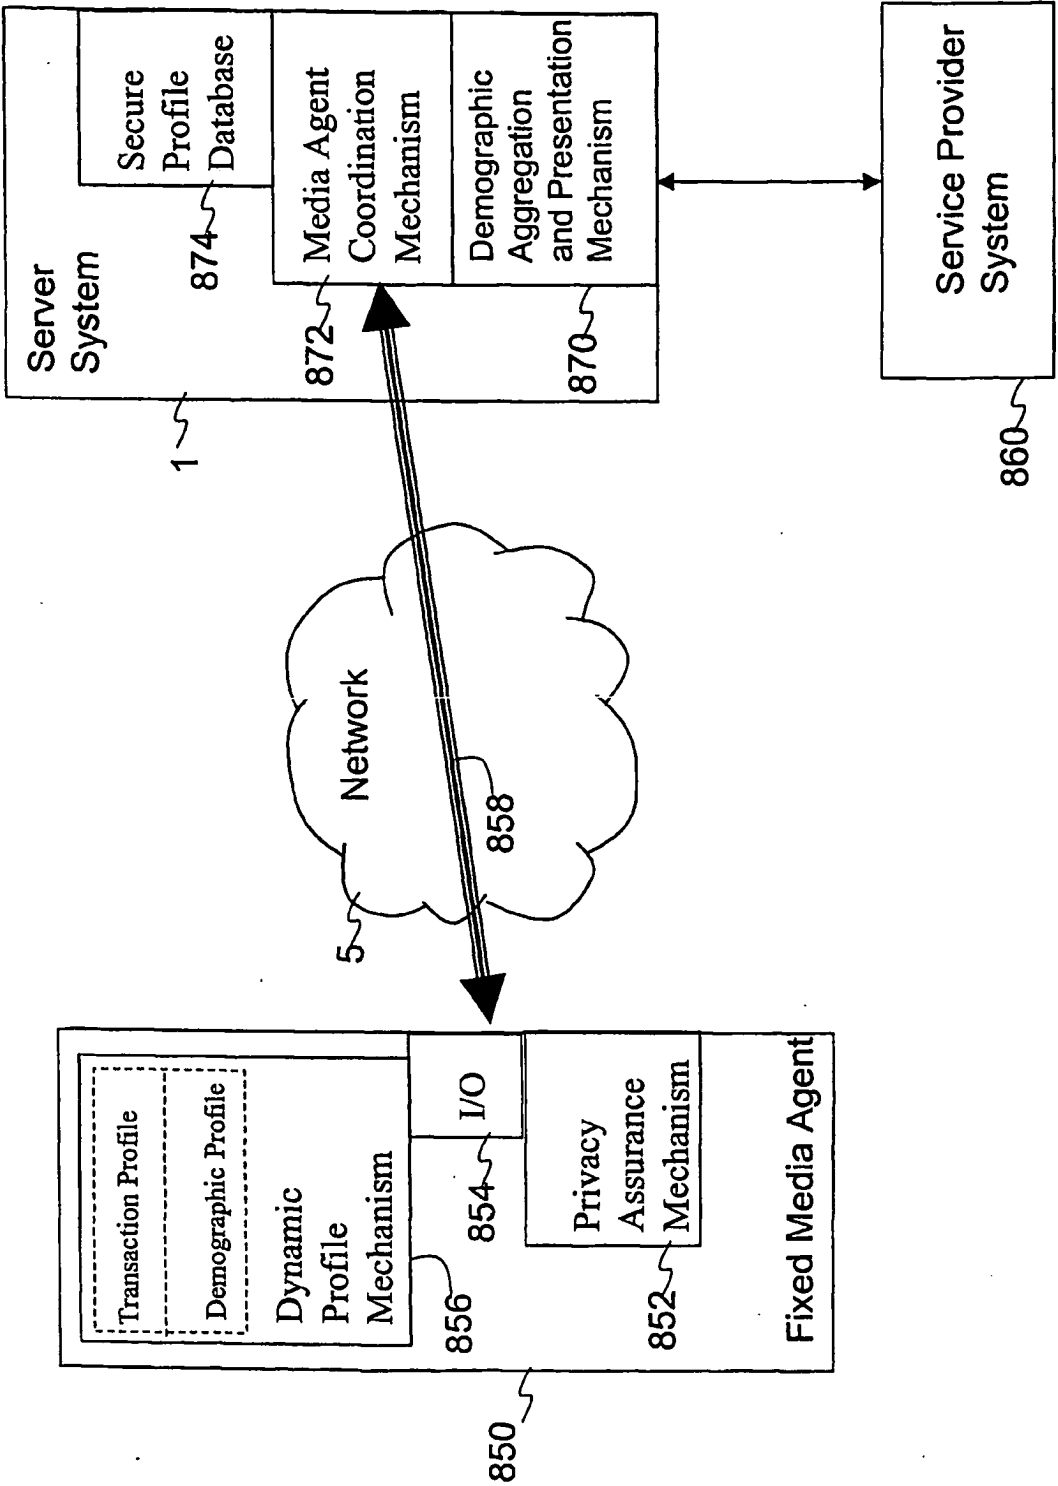 Transaction Profile
Demographic Profile
Dynamic
Profile
Mechanism
856
I/O
854
Privacy
Assurance
Mechanism
852
Fixed Media Agent
850
Network
5
858
Server
System
1
Secure
Profile
Database
874
Media Agent
Coordination
Mechanism
872
Demographic
Aggregation
and Presentation
Mechanism
870
Service Provider
System
860